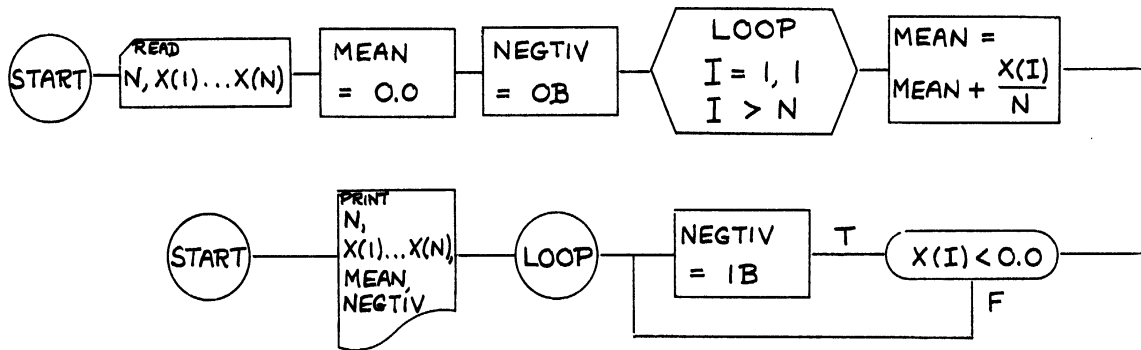 START
READ
N, X(1)...X(N)
MEAN
= 0.0
NEGTIV
= 0B
LOOP
I = 1, 1
I > N
MEAN =
MEAN + X(I)/N
START
PRINT
N,
X(1)...X(N),
MEAN,
NEGTIV
LOOP
NEGTIV
= 1B
T
X(I) < 0.0
F